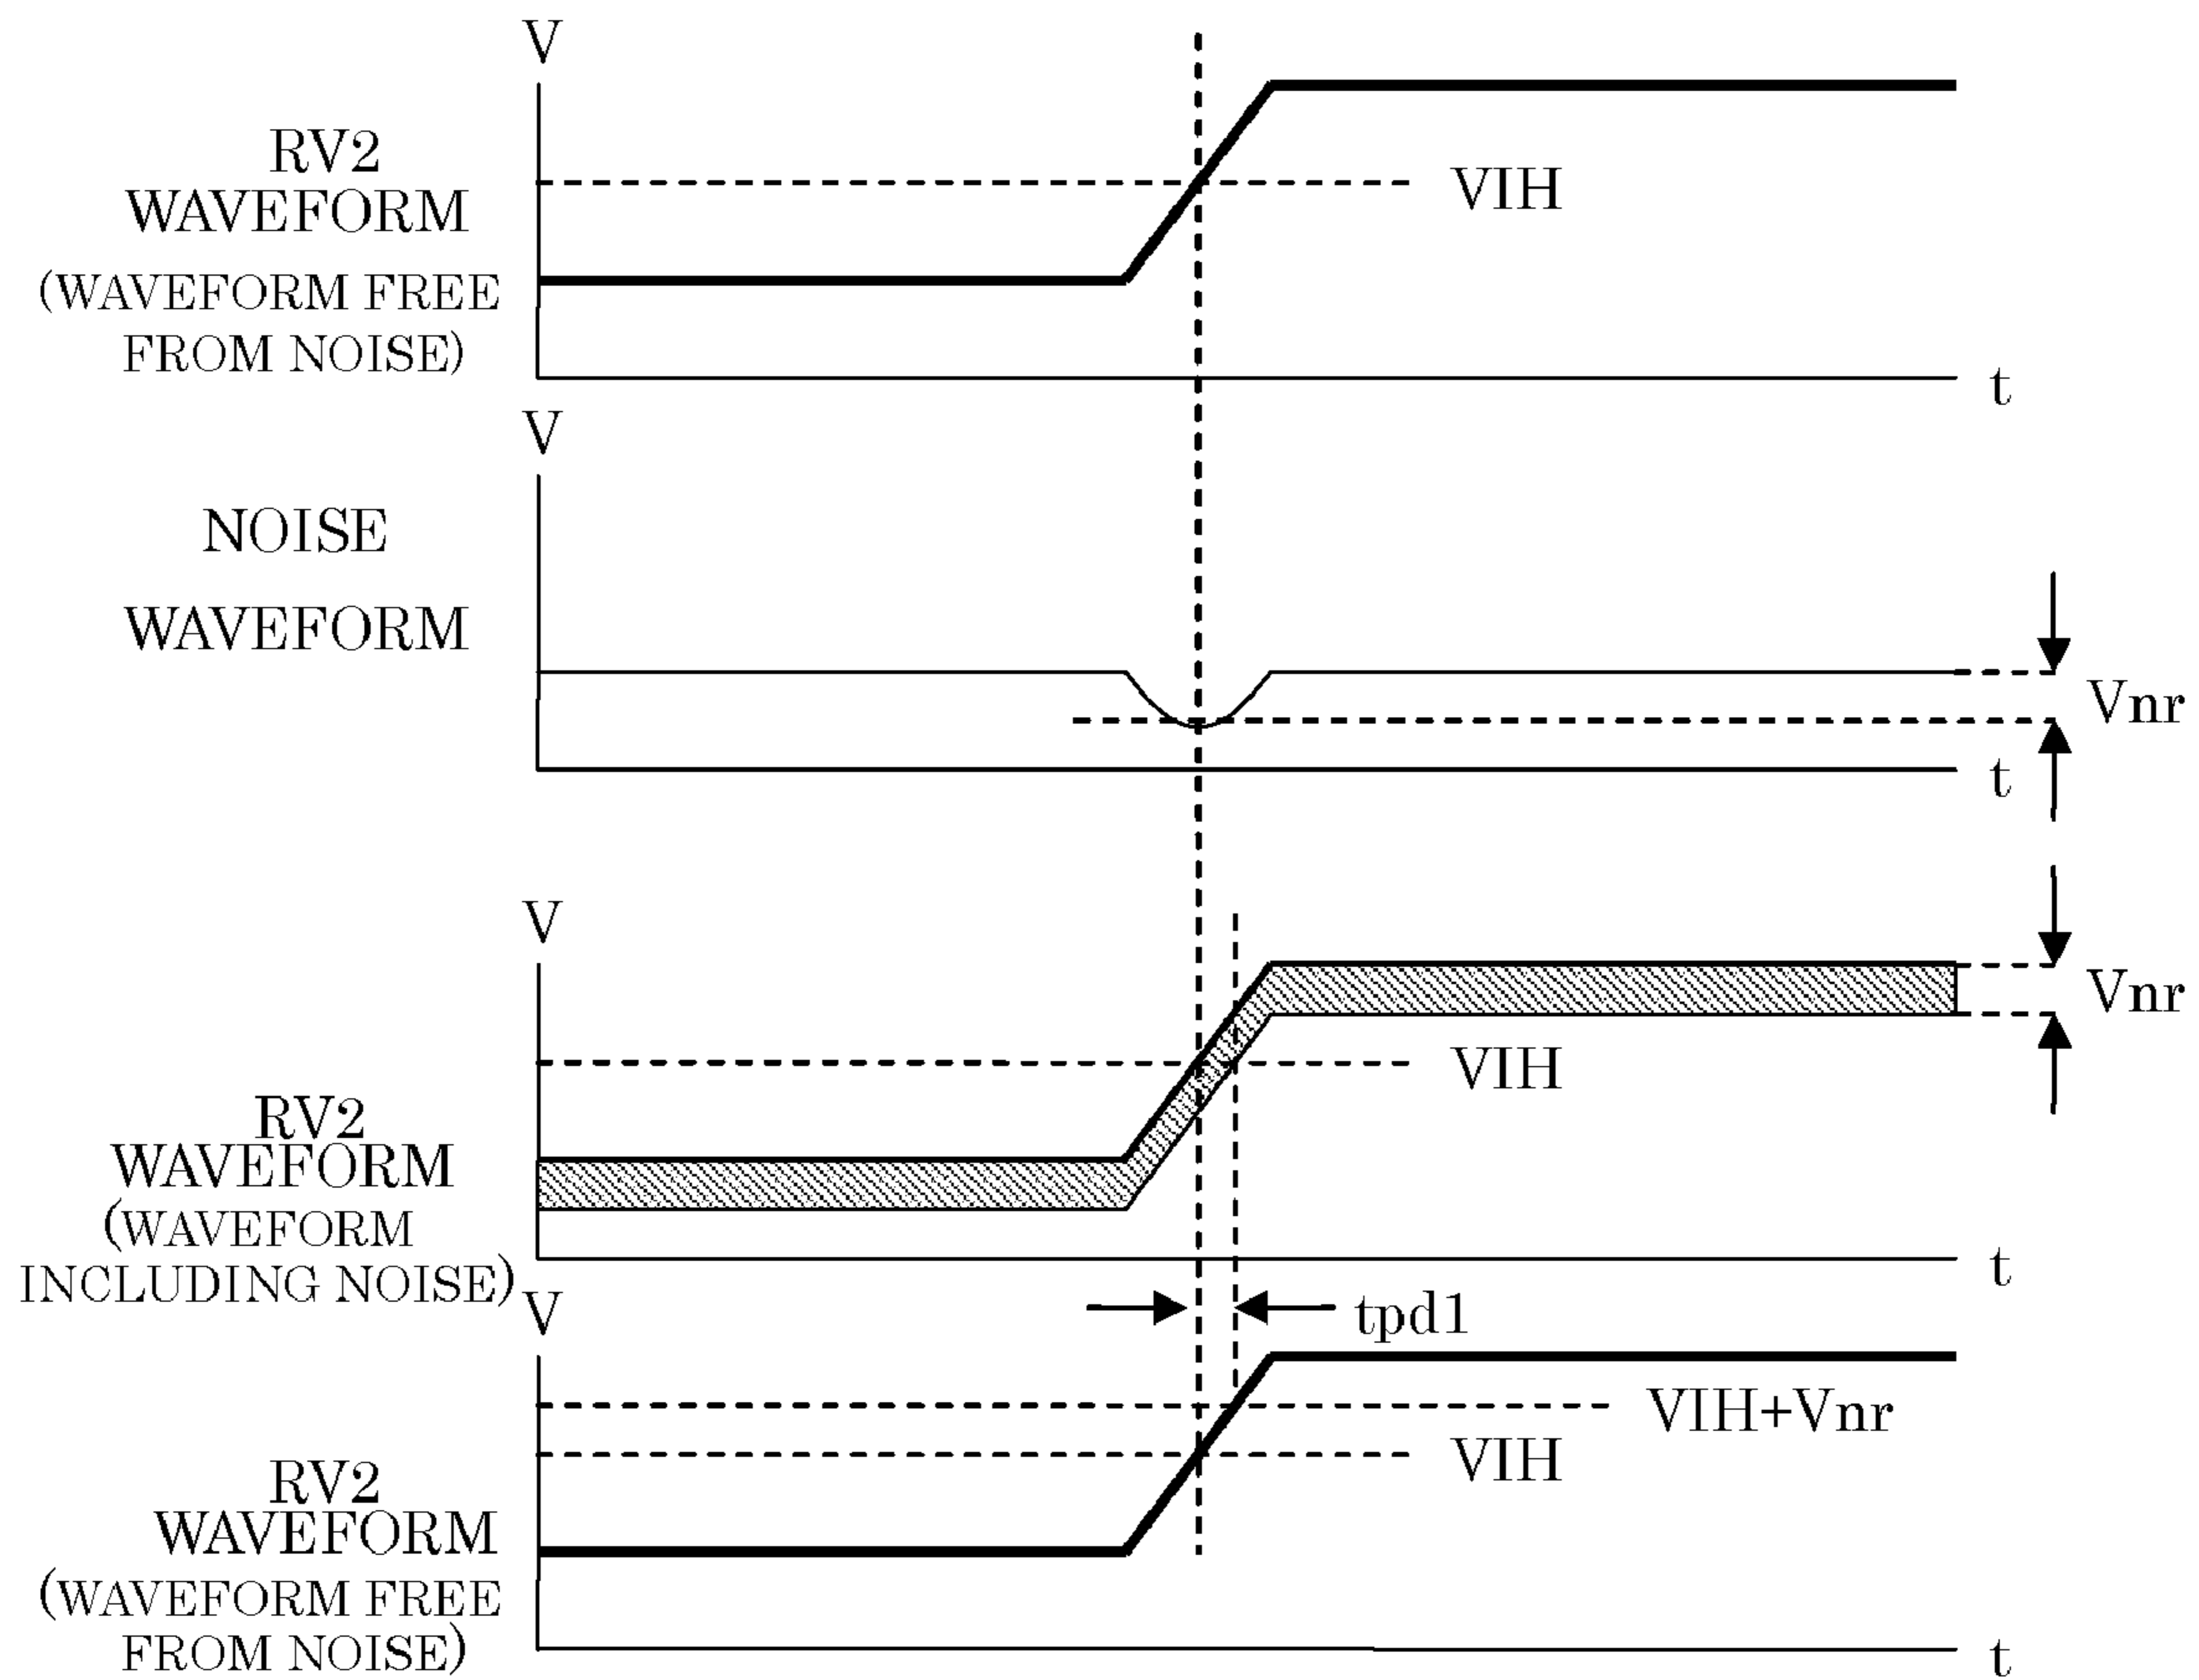 V
RV2
WAVEFORM
VIH
(WAVEFORM FREE
FROM NOISE)
t
V
NOISE
WAVEFORM
Vnr
t
V
Vnr
VIH
RV2
WAVEFORM
(WAVEFORM
INCLUDING NOISE)
t
V
tpd1
VIH+Vnr
VIH
RV2
WAVEFORM
(WAVEFORM FREE
FROM NOISE)
t